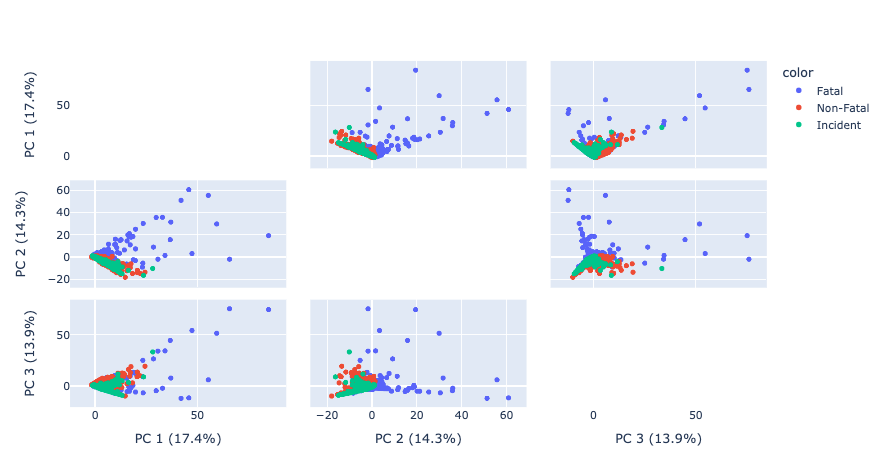 color
Fatal
Non-Fatal
Incident
PC 1 (17.4%)
50
0
PC 2 (14.3%)
60
40
20
0
−20
PC 3 (13.9%)
50
0
0
50
−20
0
20
40
60
0
50
PC 1 (17.4%)
PC 2 (14.3%)
PC 3 (13.9%)